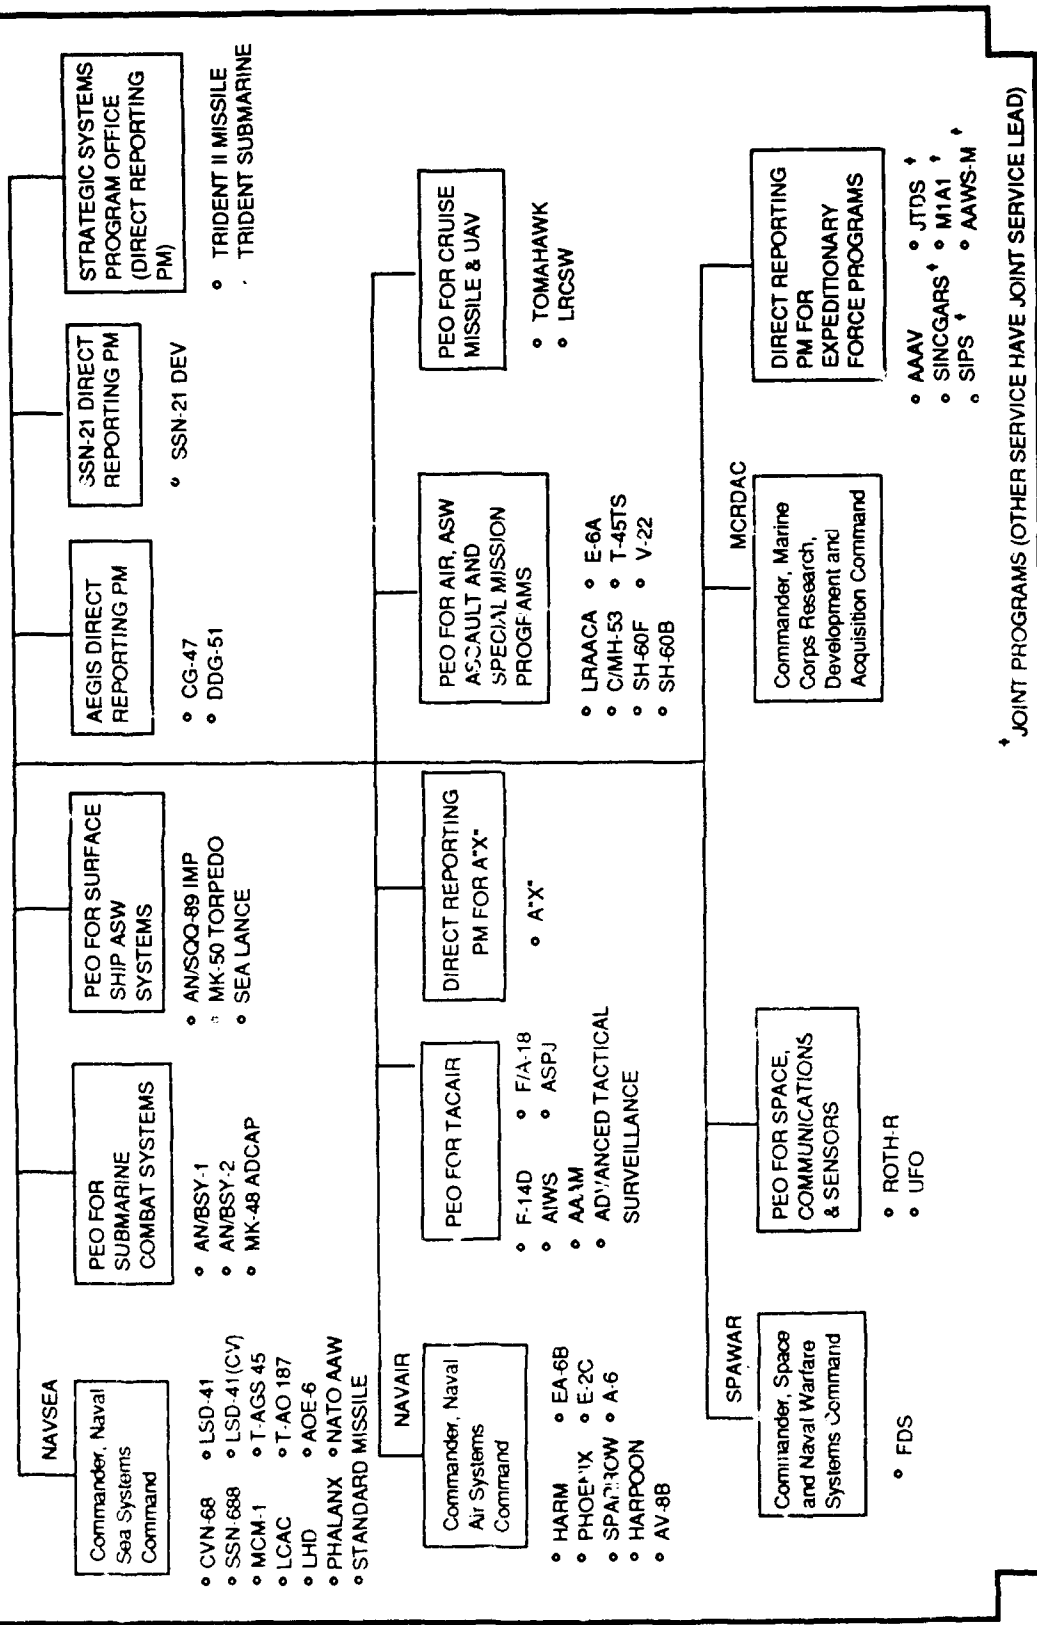 NAVSEA
Commander, Naval
Sea Systems
Command
• CVN-68 • LSD-41
• SSN-688 • LSD-41(CV)
• MCM-1 • T-AGS 45
• LCAC • T-AO 187
• LHD • AOE-6
• PHALANX • NATO AAW
• STANDARD MISSILE
PEO FOR
SUBMARINE
COMBAT SYSTEMS
• AN/BSY-1
• AN/BSY-2
• MK-48 ADCAP
PEO FOR SURFACE
SHIP ASW
SYSTEMS
• AN/SQQ-89 IMP
• MK-50 TORPEDO
• SEA LANCE
AEGIS DIRECT
REPORTING PM
• CG-47
• DDG-51
SSN-21 DIRECT
REPORTING PM
• SSN-21 DEV
STRATEGIC SYSTEMS
PROGRAM OFFICE
(DIRECT REPORTING
PM)
• TRIDENT II MISSILE
. TRIDENT SUBMARINE
NAVAIR
Commander, Naval
Air Systems
Command
• HARM • EA-6B
• PHOENIX • E-2C
• SPARROW • A-6
• HARPOON
• AV-8B
PEO FOR TACAIR
• F-14D • F/A-18
• AIWS • ASPJ
• AAAM
• ADVANCED TACTICAL
SURVEILLANCE
DIRECT REPORTING
PM FOR A"X"
• A"X"
PEO FOR AIR, ASW
ASSAULT AND
SPECIAL MISSION
PROGRAMS
• LRAACA • E-6A
• C/MH-53 • T-45TS
• SH-60F • V-22
• SH-60B
PEO FOR CRUISE
MISSILE & UAV
• TOMAHAWK
• LRCSW
SPAWAR
Commander, Space
and Naval Warfare
Systems Command
• FDS
PEO FOR SPACE,
COMMUNICATIONS
& SENSORS
• ROTH-R
• UFO
MCRDAC
Commander, Marine
Corps Research,
Development and
Acquisition Command
DIRECT REPORTING
PM FOR
EXPEDITIONARY
FORCE PROGRAMS
• AAAV • JTDS †
• SINCGARS † • M1A1 †
• SIPS † • AAWS-M †
† JOINT PROGRAMS (OTHER SERVICE HAVE JOINT SERVICE LEAD)